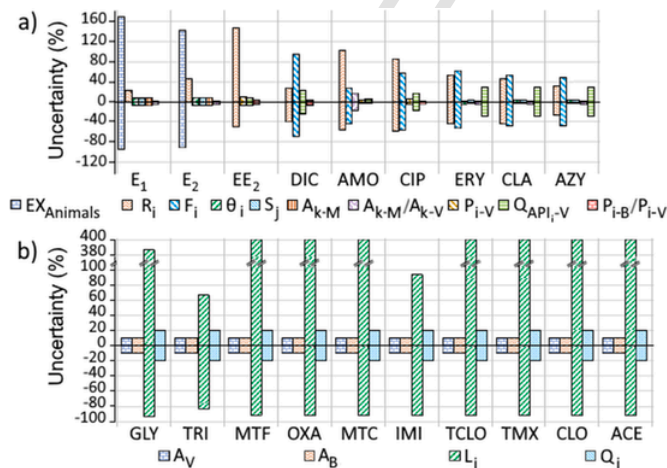 a)
Uncertainty (%)
160
120
80
40
0
40
-80
-120
E1 E2 EE2 DIC AMO CIP ERY CLA AZY
EXAnimals Ri Fi θi Sj Ak-M Ak-M/Ak-V Pi-V QAPIi-V Pi-B/Pi-V
b)
Uncertainty (%)
400
380
100
80
60
40
20
0
-20
-40
-60
-80
-100
GLY TRI MTF OXA MTC IMI TCLO TMX CLO ACE
AV AB Li Qi